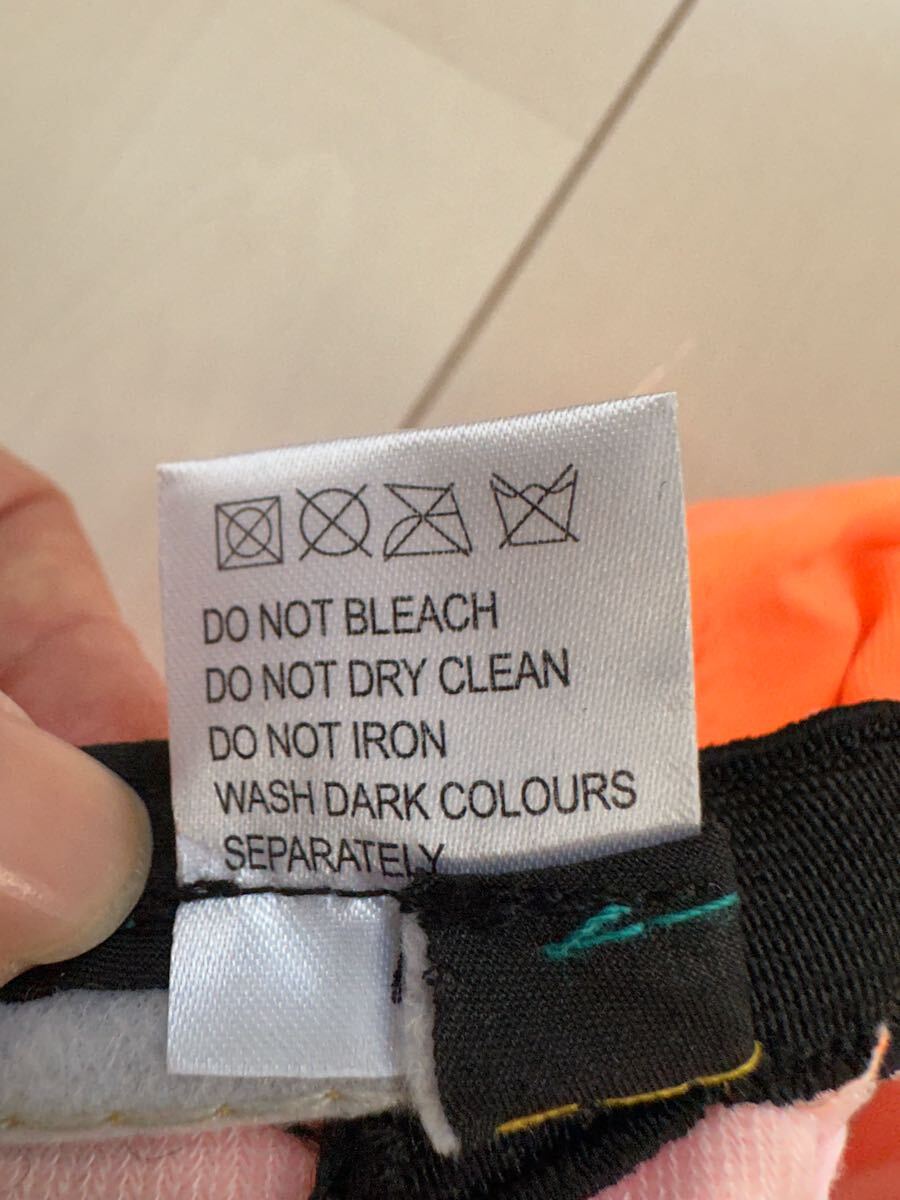 DO NOT BLEACH
DO NOT DRY CLEAN
DO NOT IRON
WASH DARK COLOURS
SEPARATELY